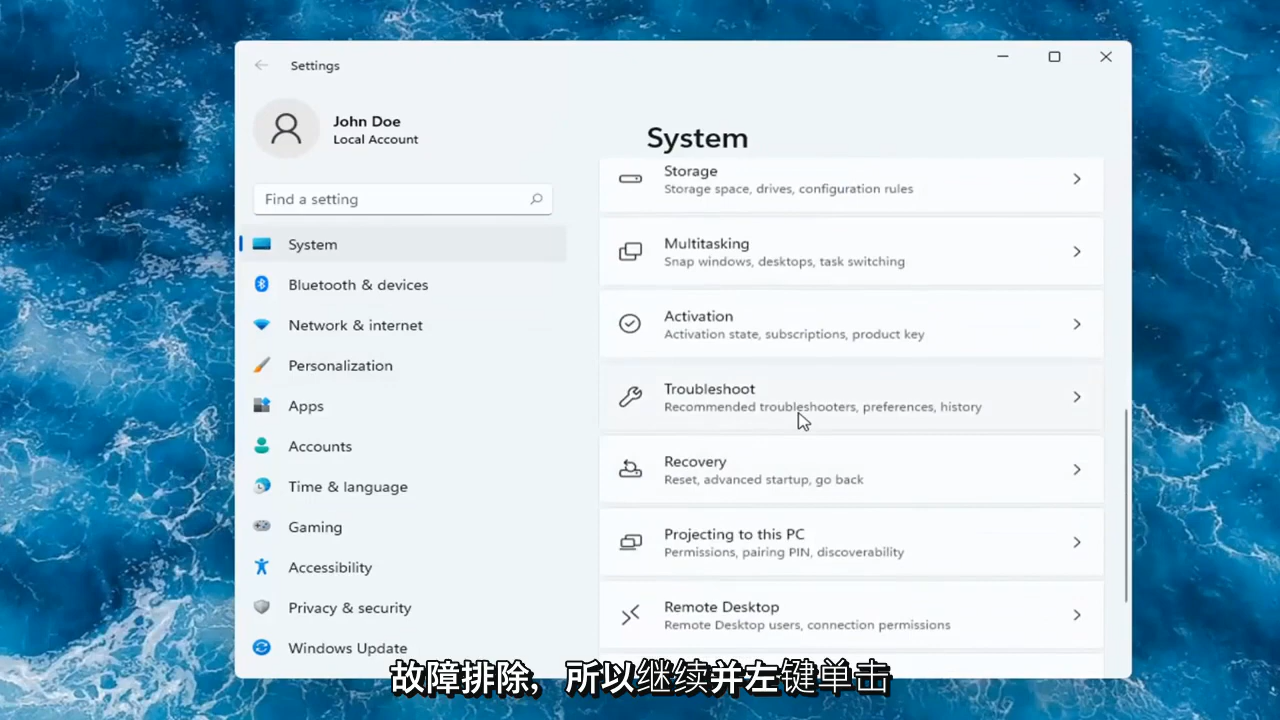 Settings
John Doe
Local Account
Find a setting
System
Bluetooth & devices
Network & internet
Personalization
Apps
Accounts
Time & language
Gaming
Accessibility
Privacy & security
Windows Update
System
Storage
Storage space, drives, configuration rules
Multitasking
Snap windows, desktops, task switching
Activation
Activation state, subscriptions, product key
Troubleshoot
Recommended troubleshooters, preferences, history
Recovery
Reset, advanced startup, go back
Projecting to this PC
Permissions, pairing PIN, discoverability
Remote Desktop
Remote Desktop users, connection permissions
故障排除，所以继续并左键单击